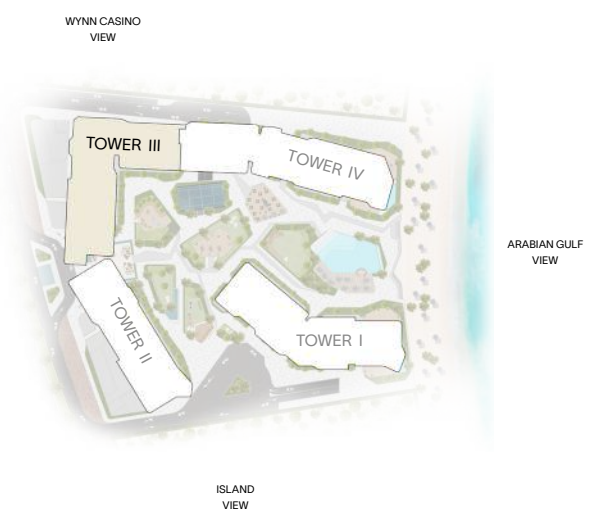 WYNN CASINO
VIEW
TOWER III
TOWER IV
ARABIAN GULF
VIEW
TOWER II
TOWER I
ISLAND
VIEW